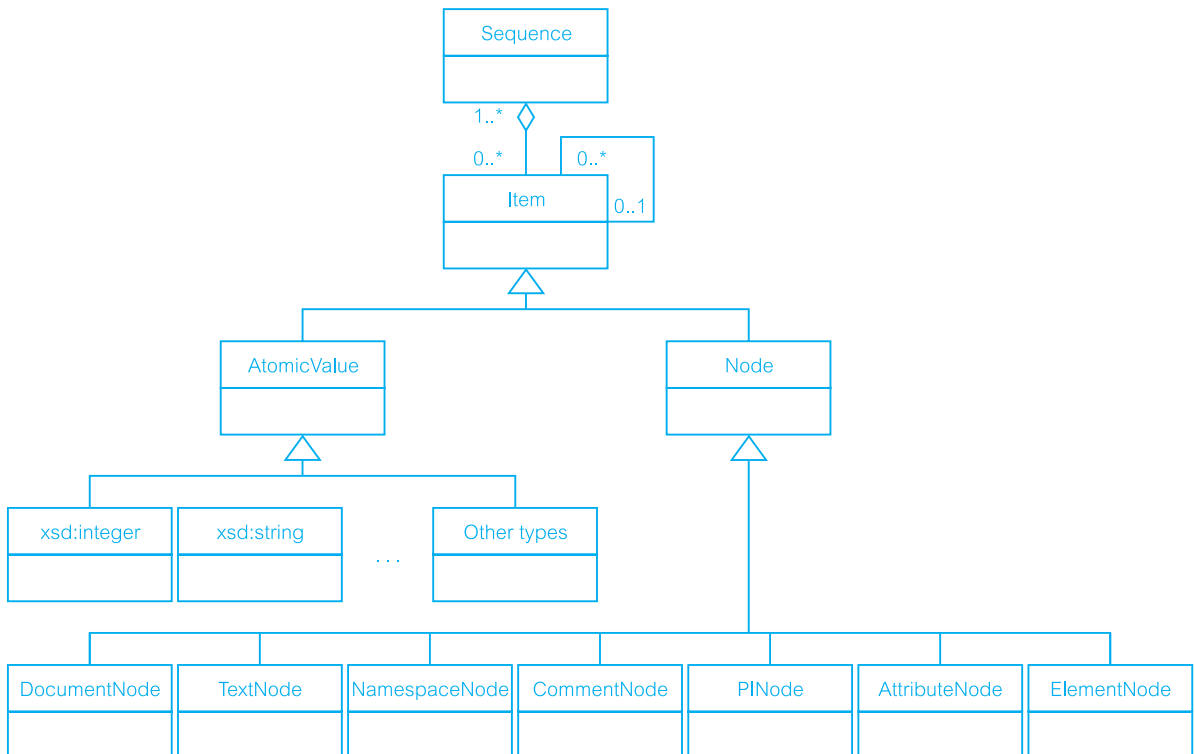 Sequence
1..*
0..*
0..*
Item
0..1
AtomicValue
Node
xsd:integer
xsd:string
...
Other types
DocumentNode
TextNode
NamespaceNode
CommentNode
PINode
AttributeNode
ElementNode